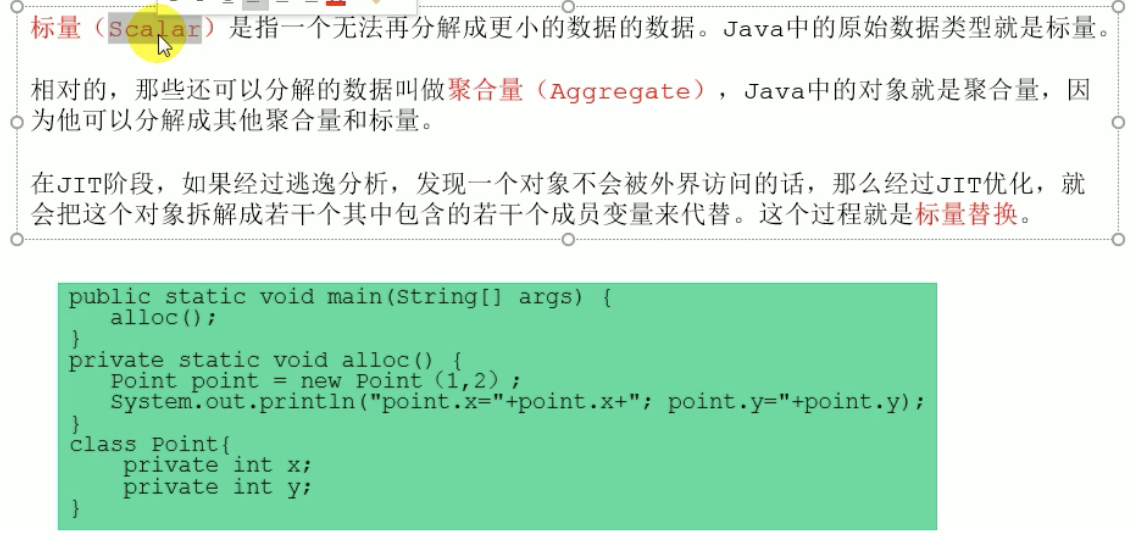 标量（Scalar）是指一个无法再分解成更小的数据的数据。Java中的原始数据类型就是标量。
相对的，那些还可以分解的数据叫做聚合量（Aggregate），Java中的对象就是聚合量，因
为他可以分解成其他聚合量和标量。
在JIT阶段，如果经过逃逸分析，发现一个对象不会被外界访问的话，那么经过JIT优化，就
会把这个对象拆解成若干个其中包含的若干个成员变量来代替。这个过程就是标量替换。
public static void main(String[] args) {
    alloc();
}
private static void alloc() {
    Point point = new Point（1,2）;
    System.out.println("point.x="+point.x+"; point.y="+point.y);
}
class Point{
    private int x;
    private int y;
}